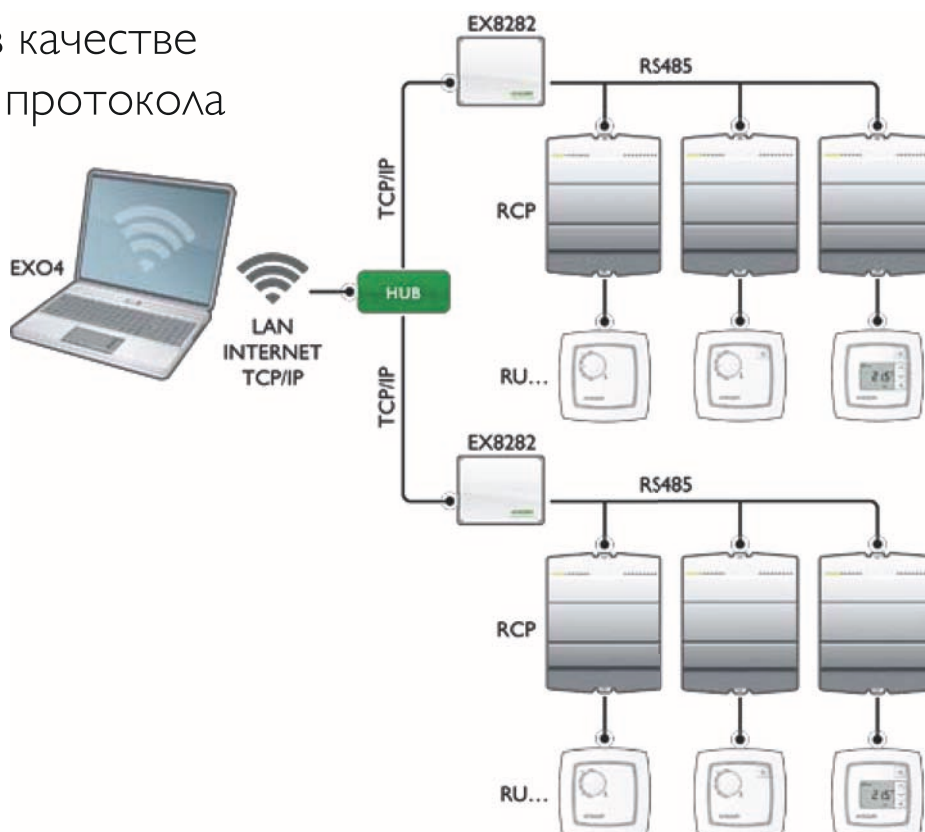 в качестве
протокола
EX8282
RS485
TCP/IP
RCP
EXO4
HUB
LAN
INTERNET
TCP/IP
RU...
TCP/IP
EX8282
RS485
RCP
RU...